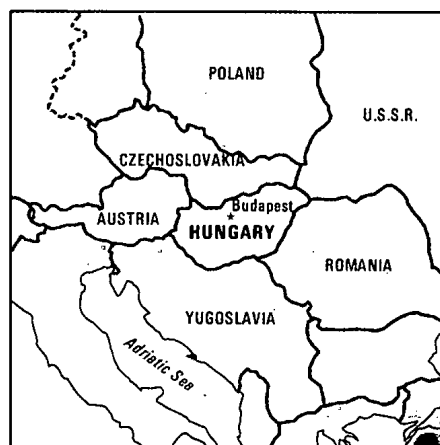 POLAND
U.S.S.R.
CZECHOSLOVAKIA
Budapest
AUSTRIA
HUNGARY
ROMANIA
YUGOSLAVIA
Adriatic Sea